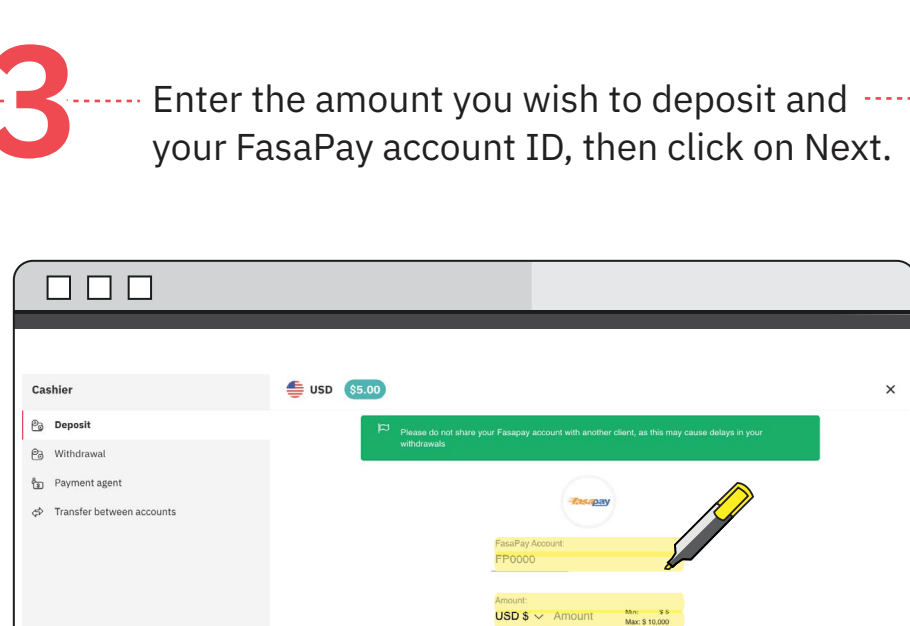 3
Enter the amount you wish to deposit and
your FasaPay account ID, then click on Next.
Cashier
USD $5.00
Deposit
Withdrawal
Payment agent
Transfer between accounts
Please do not share your Fasapay account with another client, as this may cause delays in your
withdrawals
fasapay
FasaPay Account:
FP0000
Amount:
USD $ Amount
Min: $ 5
Max: $ 10,000